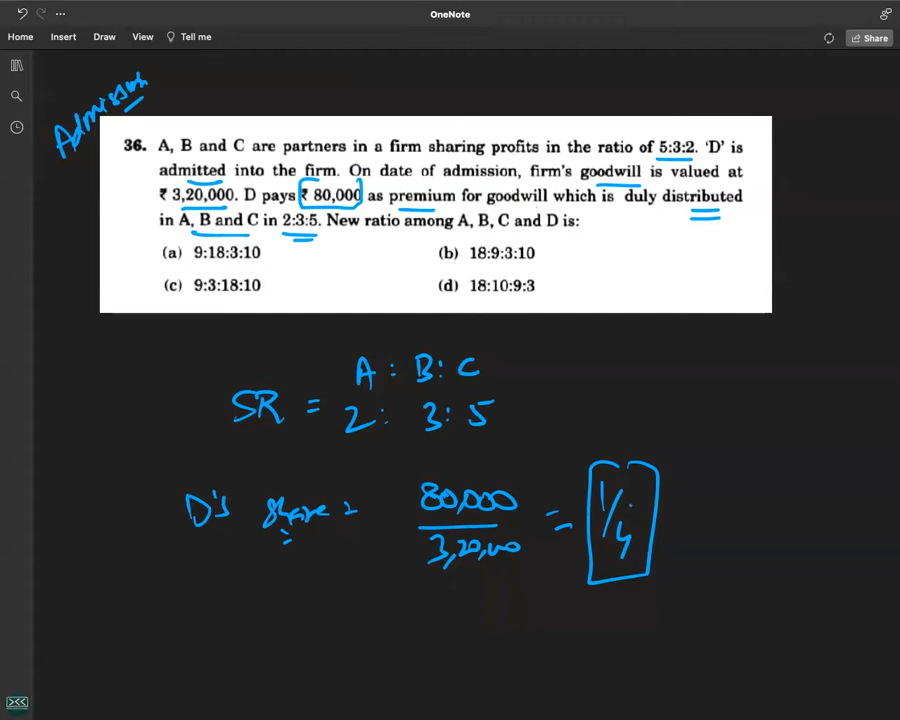 OneNote
Home Insert Draw View Tell me Share
Admission
36. A, B and C are partners in a firm sharing profits in the ratio of 5:3:2. 'D' is
admitted into the firm. On date of admission, firm's goodwill is valued at
₹ 3,20,000. D pays ₹ 80,000 as premium for goodwill which is duly distributed
in A, B and C in 2:3:5. New ratio among A, B, C and D is:
(a) 9:18:3:10 (b) 18:9:3:10
(c) 9:3:18:10 (d) 18:10:9:3
A : B : C
SR = 2 : 3 : 5
D's share = 80,000 / 3,20,000 = 1/4